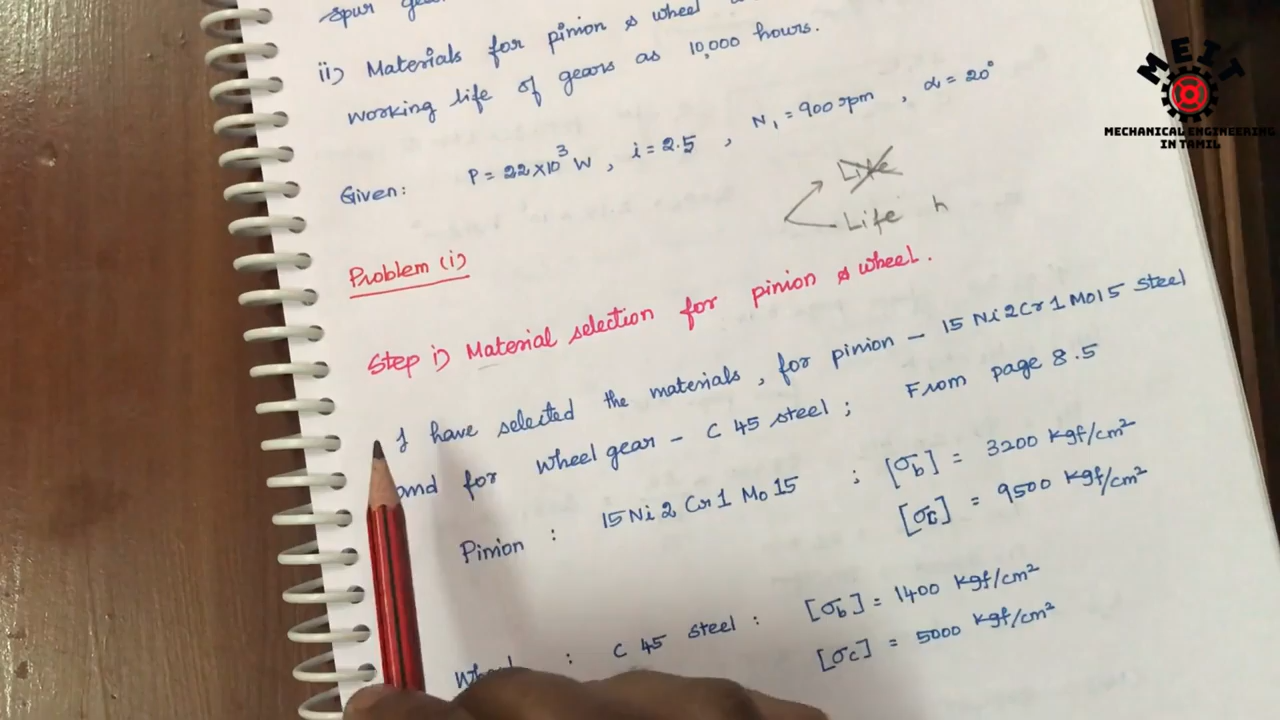 spur gear
ii) Materials for pinion & wheel
working life of gears as 10,000 hours.
Given: P = 22×10³ W , i = 2.5 , N₁ = 900 rpm , α = 20°
Life
Life h
Problem (i)
Step i) Material selection for pinion & wheel.
I have selected the materials, for pinion – 15 Ni 2 Cr 1 Mo 15 steel
and for wheel gear – C 45 steel ; From page 8.5
Pinion : 15 Ni 2 Cr 1 Mo 15 ; [σb] = 3200 kgf/cm²
[σc] = 9500 kgf/cm²
Wheel : C 45 steel : [σb] = 1400 kgf/cm²
[σc] = 5000 kgf/cm²
MEIT
MECHANICAL ENGINEERING
IN TAMIL